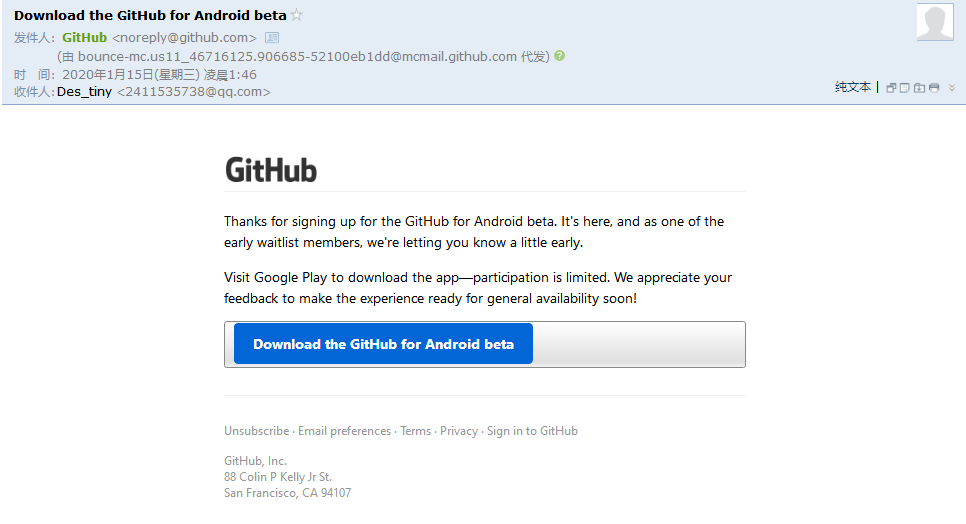 Download the GitHub for Android beta
发件人: GitHub <noreply@github.com>
(由 bounce-mc.us11_46716125.906685-52100eb1dd@mcmail.github.com 代发)
时 间: 2020年1月15日(星期三) 凌晨1:46
收件人: Des_tiny <2411535738@qq.com>
纯文本 |
GitHub
Thanks for signing up for the GitHub for Android beta. It's here, and as one of the
early waitlist members, we're letting you know a little early.
Visit Google Play to download the app—participation is limited. We appreciate your
feedback to make the experience ready for general availability soon!
Download the GitHub for Android beta
Unsubscribe · Email preferences · Terms · Privacy · Sign in to GitHub
GitHub, Inc.
88 Colin P Kelly Jr St.
San Francisco, CA 94107